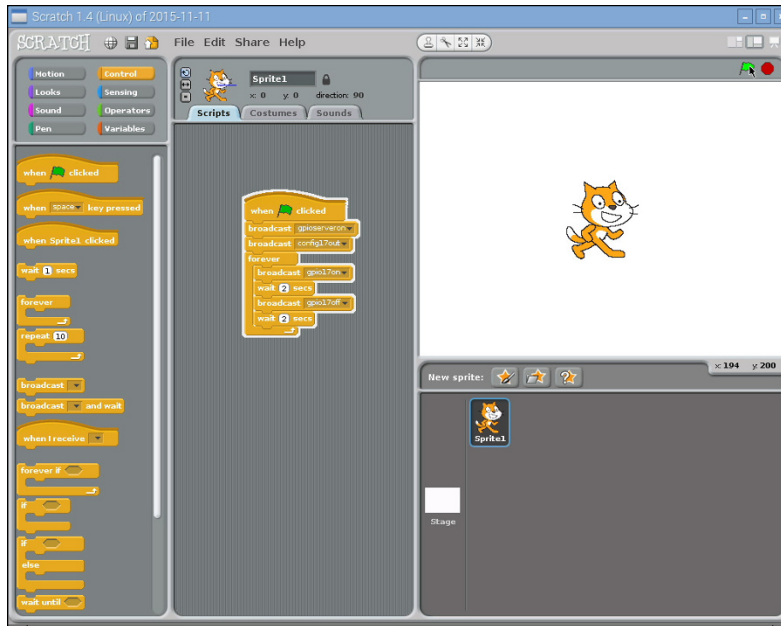 Scratch 1.4 (Linux) of 2015-11-11
SCRATCH File Edit Share Help
Motion Control
Looks Sensing
Sound Operators
Pen Variables
when clicked
when space key pressed
when Sprite1 clicked
wait 1 secs
forever
repeat 10
broadcast
broadcast and wait
when I receive
forever if
if
if
else
wait until
Sprite1
x: 0 y: 0 direction: 90
Scripts Costumes Sounds
when clicked
broadcast gpioserveron
broadcast config17out
forever
broadcast gpio17on
wait 2 secs
broadcast gpio17off
wait 2 secs
x: 194 y: 200
New sprite:
Sprite1
Stage